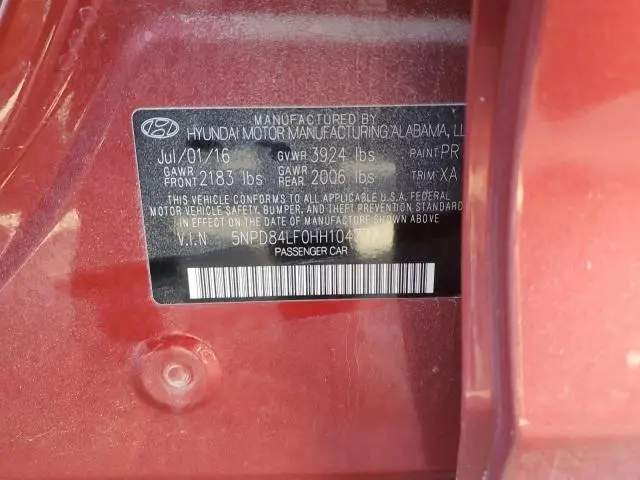 MANUFACTURED BY
HYUNDAI MOTOR MANUFACTURING ALABAMA, LL
Jul/01/16 GVWR 3924 lbs PAINT PR
GAWR FRONT 2183 lbs GAWR REAR 2006 lbs TRIM XA
THIS VEHICLE CONFORMS TO ALL APPLICABLE U.S.A. FEDERAL
MOTOR VEHICLE SAFETY, BUMPER, AND THEFT PREVENTION STANDARD
IN EFFECT ON THE DATE OF MANUFACTURE SHOWN ABOVE.
V.I.N
PASSENGER CAR